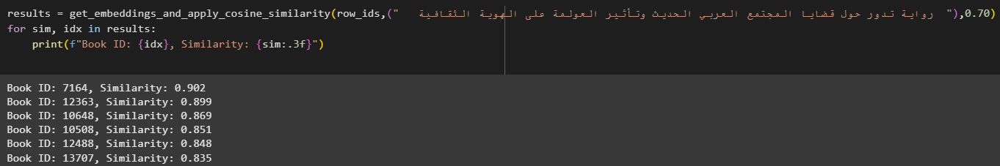 results = get_embeddings_and_apply_cosine_similarity(row_ids,("   رواية تدور حول قضايا المجتمع العربي الحديث وتأثير العولمة على الهوية الثقافية  "),0.70)
for sim, idx in results:
    print(f"Book ID: {idx}, Similarity: {sim:.3f}")
Book ID: 7164, Similarity: 0.902
Book ID: 12363, Similarity: 0.899
Book ID: 10648, Similarity: 0.869
Book ID: 10508, Similarity: 0.851
Book ID: 12488, Similarity: 0.848
Book ID: 13707, Similarity: 0.835